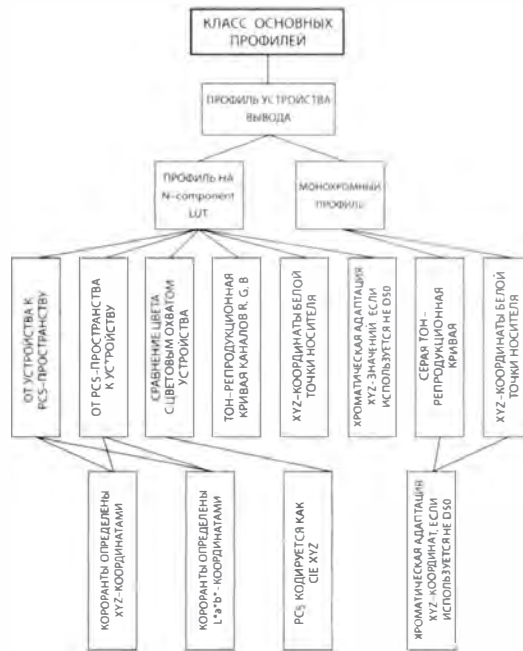 КЛАСС ОСНОВНЫХ
ПРОФИЛЕЙ
ПРОФИЛЬ УСТРОЙСТВА
ВЫВОДА
ПРОФИЛЬ НА
N-component
LUT
МОНОХРОМНЫЙ
ПРОФИЛЬ
ОТ УСТРОЙСТВА К
PCS-ПРОСТРАНСТВУ
ОТ PCS-ПРОСТРАНСТВА
К УСТРОЙСТВУ
СРАВНЕНИЕ ЦВЕТА
С ЦВЕТОВЫМ ОХВАТОМ
УСТРОЙСТВА
ТОН-РЕПРОДУКЦИОННАЯ
КРИВАЯ КАНАЛОВ R, G, B
XYZ-КООРДИНАТЫ БЕЛОЙ
ТОЧКИ НОСИТЕЛЯ
ХРОМАТИЧЕСКАЯ АДАПТАЦИЯ
XYZ-ЗНАЧЕНИЙ, ЕСЛИ
ИСПОЛЬЗУЕТСЯ НЕ D50
СЕРАЯ ТОН-
РЕПРОДУКЦИОННАЯ
КРИВАЯ
XYZ-КООРДИНАТЫ БЕЛОЙ
ТОЧКИ НОСИТЕЛЯ
КОРОРАНТЫ ОПРЕДЕЛЕНЫ
XYZ-КООРДИНАТАМИ
КОРОРАНТЫ ОПРЕДЕЛЕНЫ
L*a*b*-КООРДИНАТАМИ
PCS КОДИРУЕТСЯ КАК
CIE XYZ
ХРОМАТИЧЕСКАЯ АДАПТАЦИЯ
XYZ-КООРДИНАТ, ЕСЛИ
ИСПОЛЬЗУЕТСЯ НЕ D50